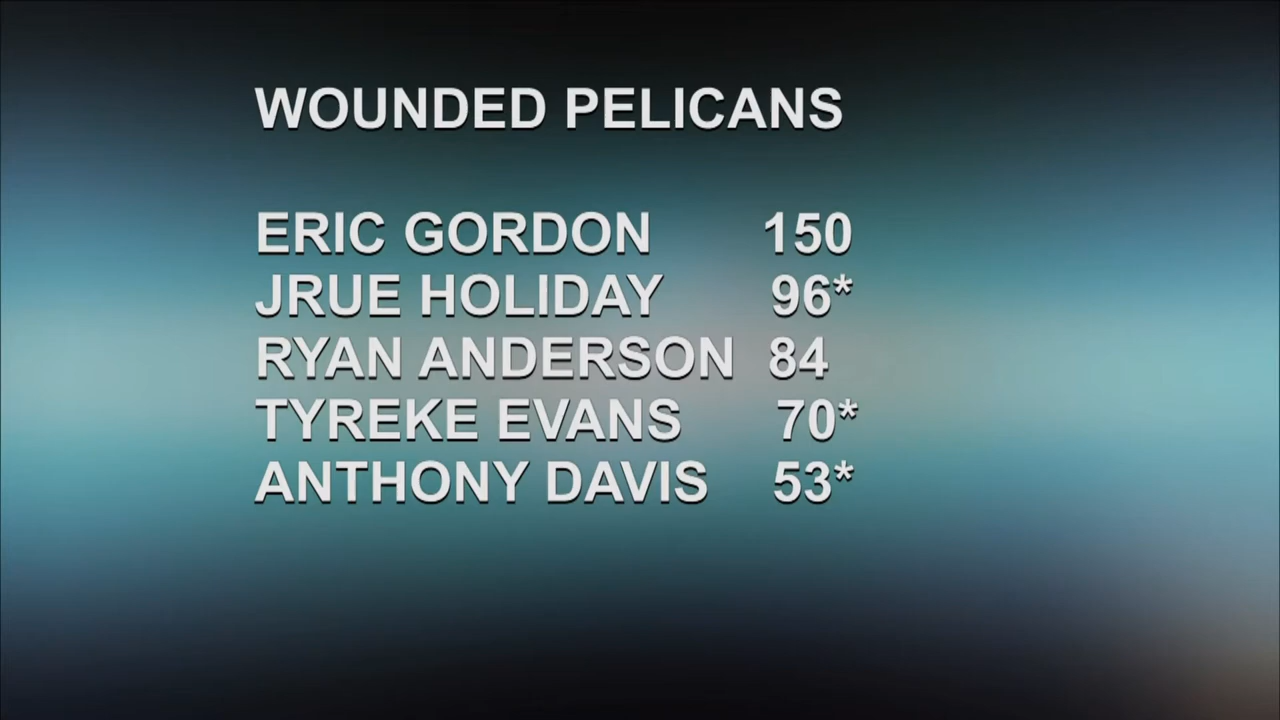 WOUNDED PELICANS
ERIC GORDON 150
JRUE HOLIDAY 96*
RYAN ANDERSON 84
TYREKE EVANS 70*
ANTHONY DAVIS 53*